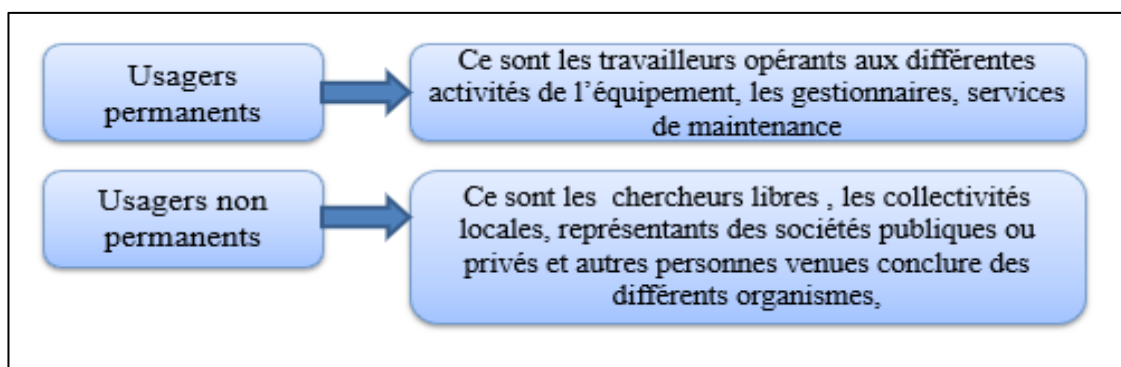 Usagers
permanents
Ce sont les travailleurs opérants aux différentes
activités de l’équipement, les gestionnaires, services
de maintenance
Usagers non
permanents
Ce sont les chercheurs libres , les collectivités
locales, représentants des sociétés publiques ou
privés et autres personnes venues conclure des
différents organismes,